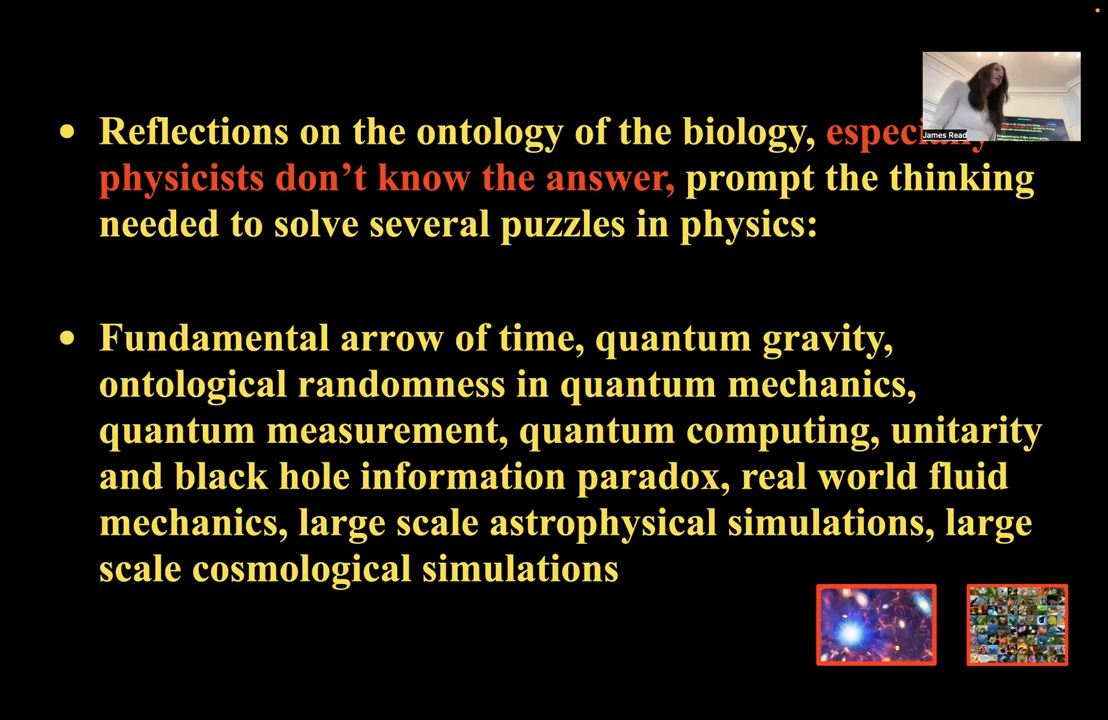 Reflections on the ontology of the biology, especially
James Read
physicists don’t know the answer, prompt the thinking
needed to solve several puzzles in physics:
Fundamental arrow of time, quantum gravity,
ontological randomness in quantum mechanics,
quantum measurement, quantum computing, unitarity
and black hole information paradox, real world fluid
mechanics, large scale astrophysical simulations, large
scale cosmological simulations